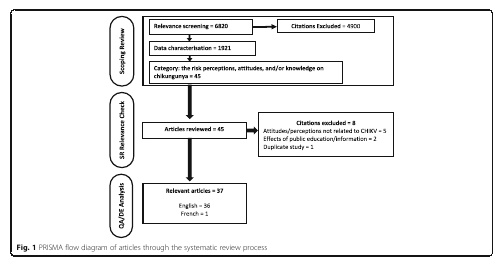 Scoping Review
Relevance screening = 6820
Citations Excluded = 4900
Data characterisation = 1921
Category: the risk perceptions, attitudes, and/or knowledge on
chikungunya = 45
SR Relevance Check
Articles reviewed = 45
Citations excluded = 8
Attitudes/perceptions not related to CHIKV = 5
Effects of public education/information = 2
Duplicate study = 1
QA/DE Analysis
Relevant articles = 37
English = 36
French = 1
Fig. 1 PRISMA flow diagram of articles through the systematic review process